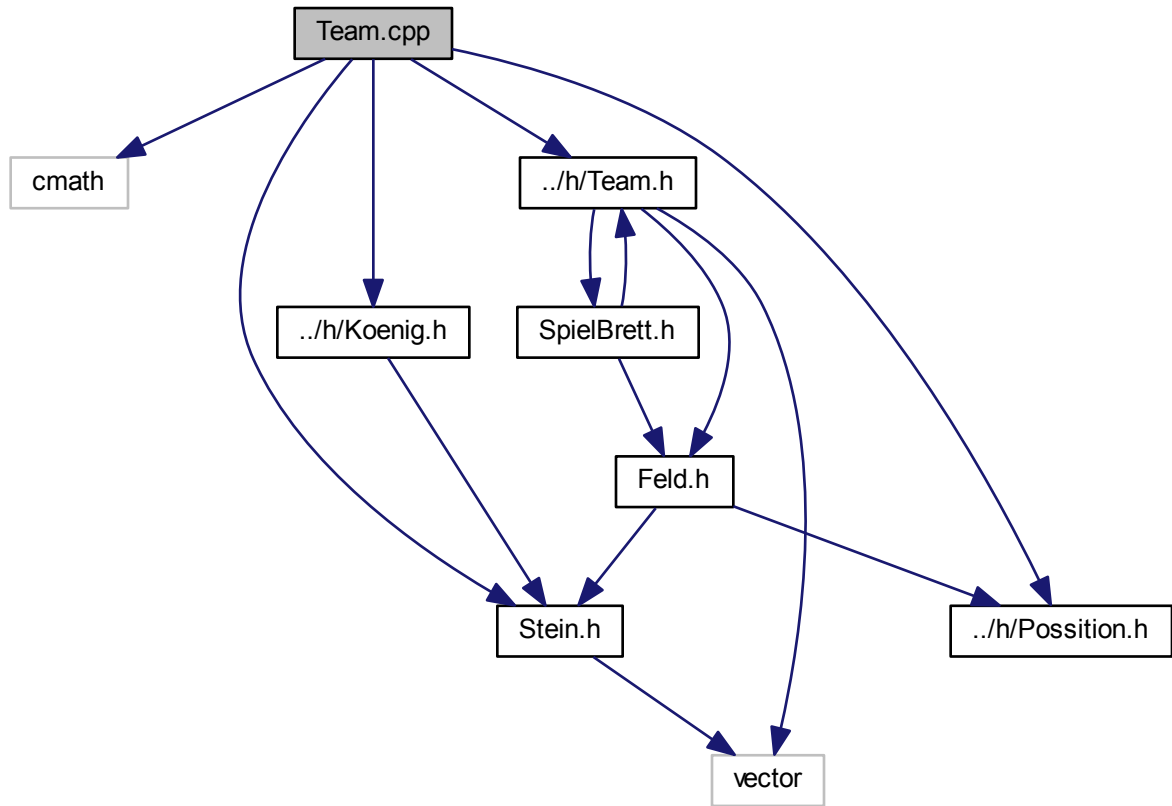 Team.cpp
cmath
../h/Team.h
../h/Koenig.h
SpielBrett.h
Feld.h
Stein.h
../h/Possition.h
vector